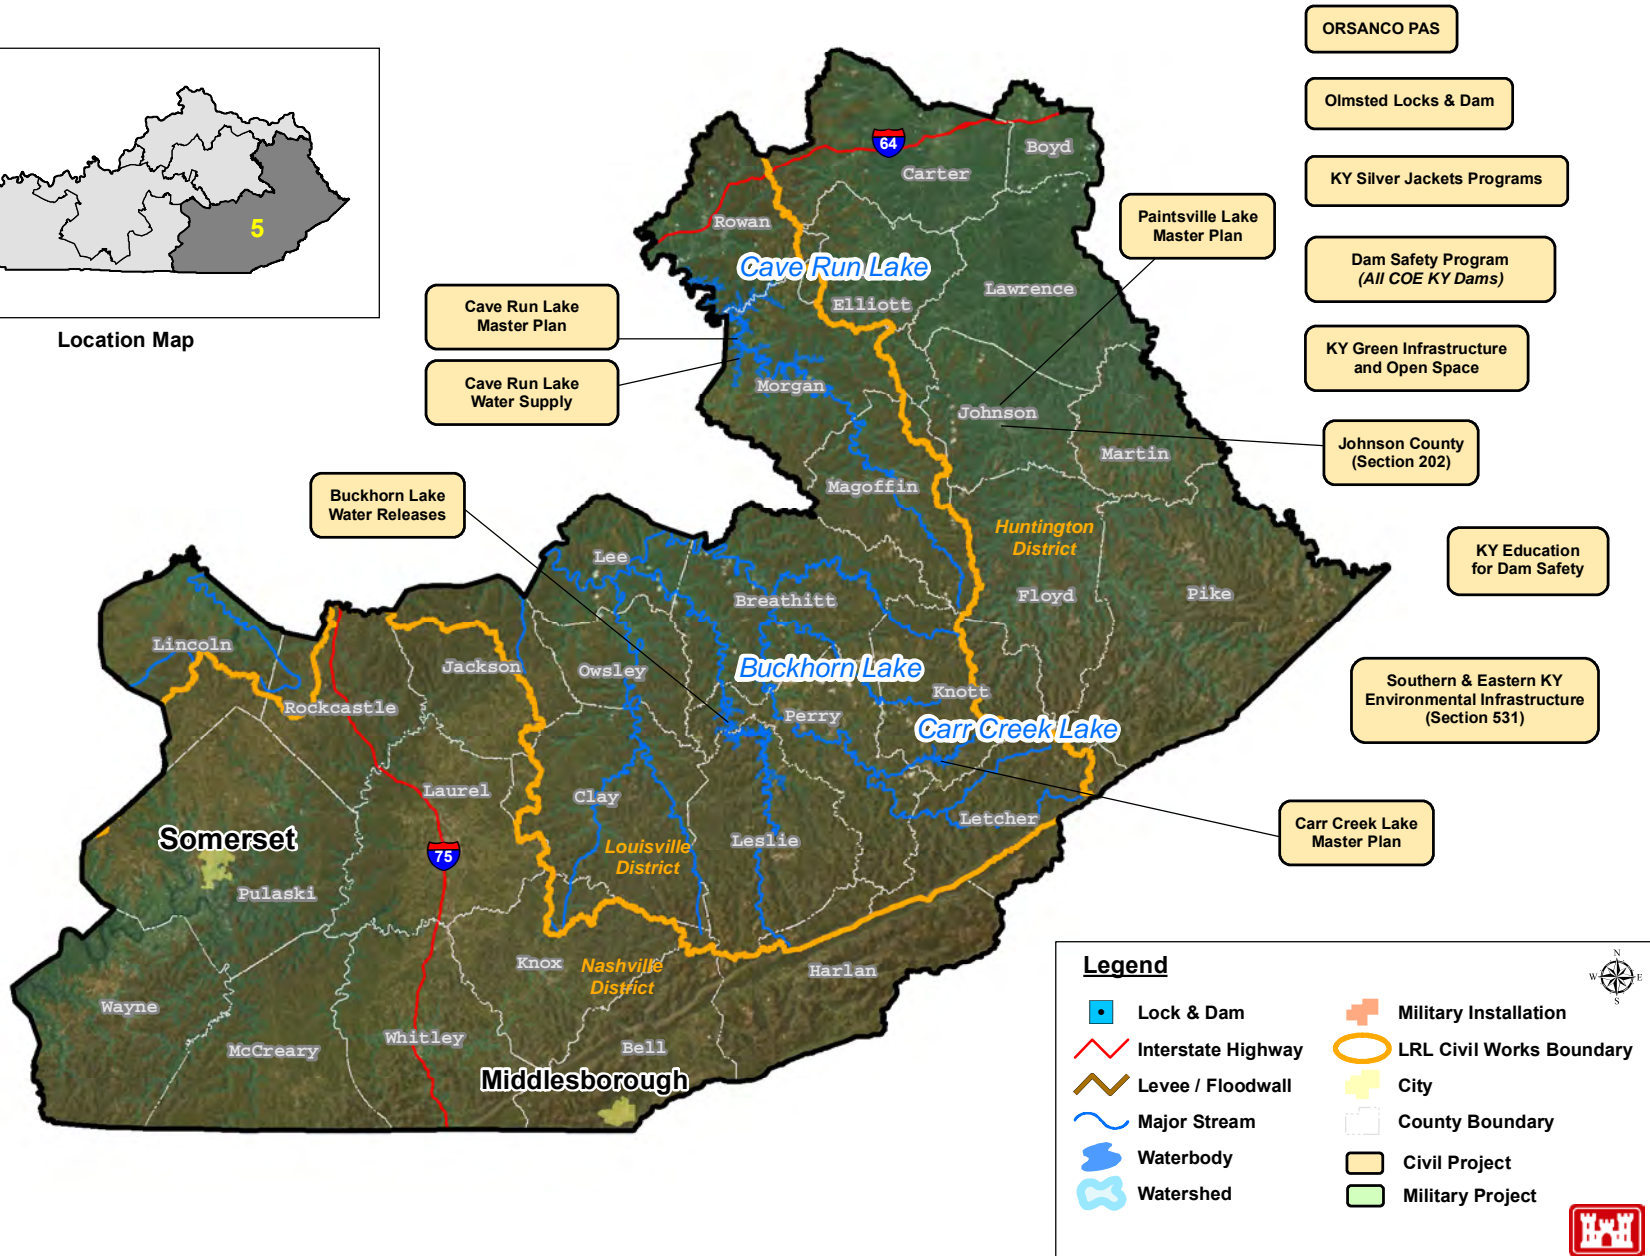 ORSANCO PAS
Olmsted Locks & Dam
KY Silver Jackets Programs
Dam Safety Program
(All COE KY Dams)
KY Green Infrastructure
and Open Space
Johnson County
(Section 202)
KY Education
for Dam Safety
Southern & Eastern KY
Environmental Infrastructure
(Section 531)
Carr Creek Lake
Master Plan
Paintsville Lake
Master Plan
5
Location Map
Cave Run Lake
Master Plan
Cave Run Lake
Water Supply
Buckhorn Lake
Water Releases
64
Boyd
Carter
Rowan
Cave Run Lake
Lawrence
Elliott
Morgan
Johnson
Martin
Magoffin
Huntington
District
Lee
Breathitt
Floyd
Pike
Lincoln
Jackson
Owsley
Buckhorn Lake
Knott
Rockcastle
Perry
Carr Creek Lake
Laurel
Clay
Letcher
Somerset
75
Louisville
District
Leslie
Pulaski
Knox
Nashville
District
Harlan
Wayne
McCreary
Whitley
Bell
Middlesborough
Legend
N
W
E
S
Lock & Dam
Interstate Highway
Levee / Floodwall
Major Stream
Waterbody
Watershed
Military Installation
LRL Civil Works Boundary
City
County Boundary
Civil Project
Military Project